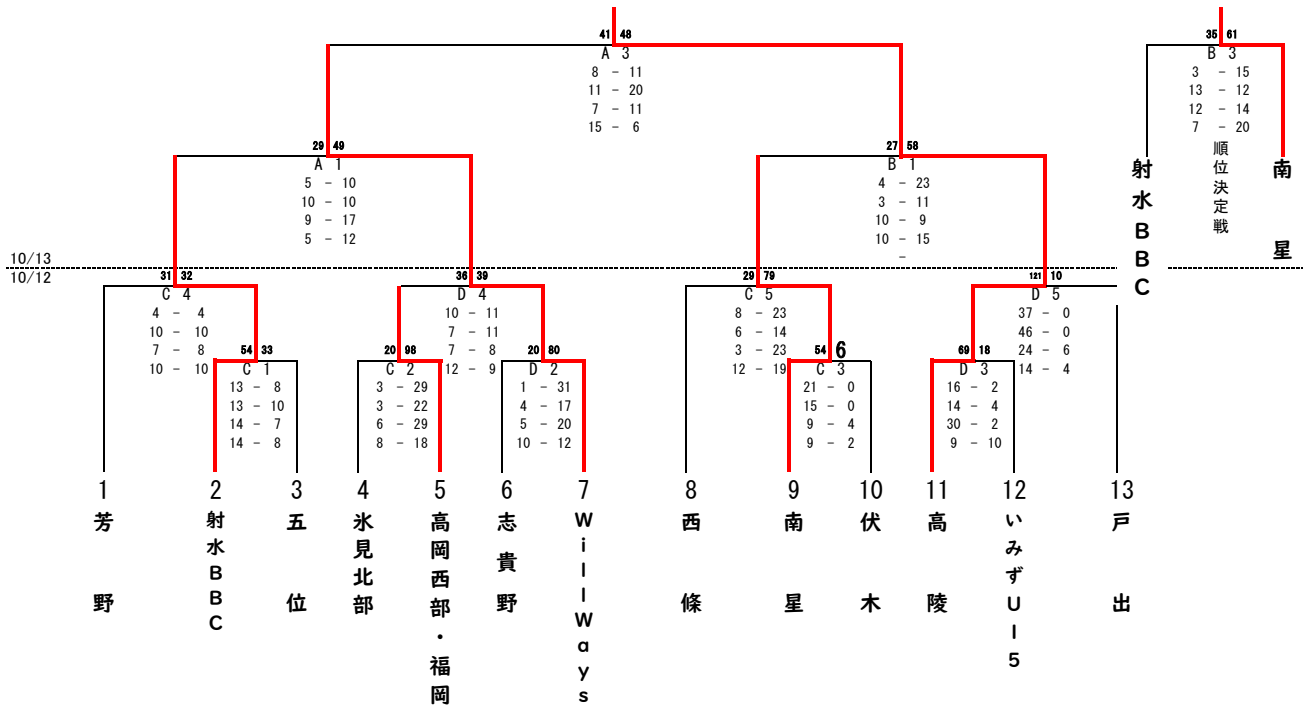 41 48
A 3
8 - 11
11 - 20
7 - 11
15 - 6
35 61
B 3
3 - 15
13 - 12
12 - 14
7 - 20
順位決定戦
射水BBC
南星
29 49
A 1
5 - 10
10 - 10
9 - 17
5 - 12
27 58
B 1
4 - 23
3 - 11
10 - 9
10 - 15
-
10/13
10/12
31 32
C 4
4 - 4
10 - 10
7 - 8
10 - 10
36 39
D 4
10 - 11
7 - 11
7 - 8
12 - 9
29 79
C 5
8 - 23
6 - 14
3 - 23
12 - 19
121 10
D 5
37 - 0
46 - 0
24 - 6
14 - 4
54 33
C 1
13 - 8
13 - 10
14 - 7
14 - 8
20 98
C 2
3 - 29
3 - 22
6 - 29
8 - 18
20 80
D 2
1 - 31
4 - 17
5 - 20
10 - 12
54 6
C 3
21 - 0
15 - 0
9 - 4
9 - 2
69 18
D 3
16 - 2
14 - 4
30 - 2
9 - 10
1 2 3 4 5 6 7 8 9 10 11 12 13
芳野
射水BBC
五位
氷見北部
高岡西部・福岡
志貴野
WillWays
西條
南星
伏木
高陵
いみずU15
戸出